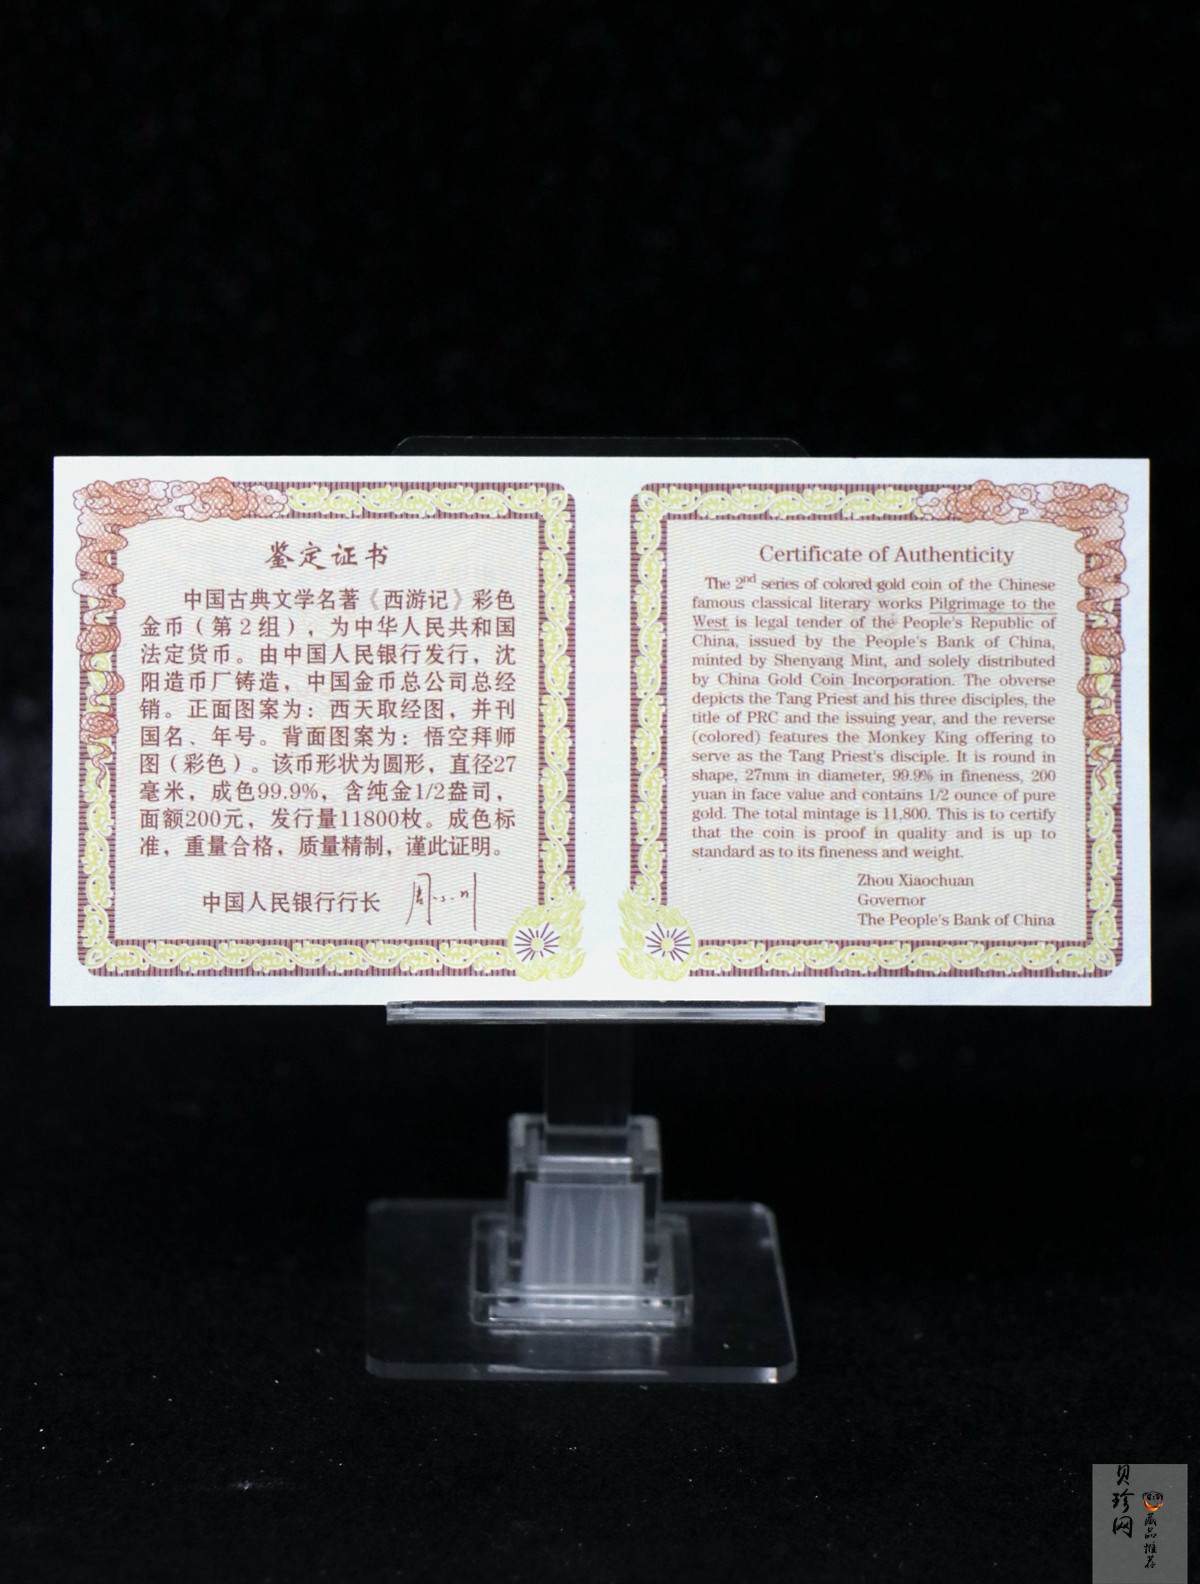 鉴定证书
中国古典文学名著《西游记》彩色
金币（第2组），为中华人民共和国
法定货币。由中国人民银行发行，沈
阳造币厂铸造，中国金币总公司总经
销。正面图案为：西天取经图，并刊
国名、年号。背面图案为：悟空拜师
图（彩色）。该币形状为圆形，直径27
毫米，成色99.9%，含纯金1/2盎司，
面额200元，发行量11800枚。成色标
准，重量合格，质量精制，谨此证明。
中国人民银行行长 周小川
Certificate of Authenticity
The 2nd series of colored gold coin of the Chinese
famous classical literary works Pilgrimage to the
West is legal tender of the People's Republic of
China, issued by the People's Bank of China,
minted by Shenyang Mint, and solely distributed
by China Gold Coin Incorporation. The obverse
depicts the Tang Priest and his three disciples, the
title of PRC and the issuing year, and the reverse
(colored) features the Monkey King offering to
serve as the Tang Priest's disciple. It is round in
shape, 27mm in diameter, 99.9% in fineness, 200
yuan in face value and contains 1/2 ounce of pure
gold. The total mintage is 11,800. This is to certify
that the coin is proof in quality and is up to
standard as to its fineness and weight.
Zhou Xiaochuan
Governor
The People's Bank of China
贝珍网
藏品推荐